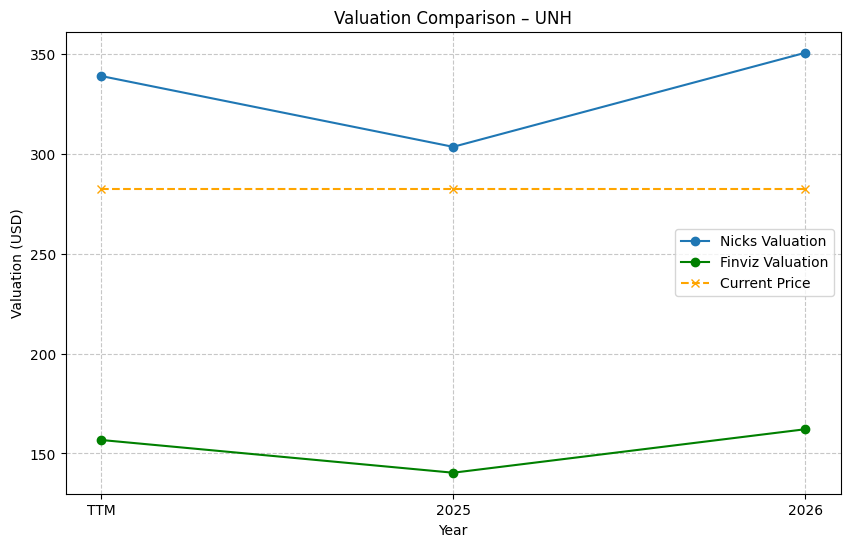 Valuation Comparison – UNH
Valuation (USD)
350
300
250
200
150
Nicks Valuation
Finviz Valuation
Current Price
TTM
2025
2026
Year